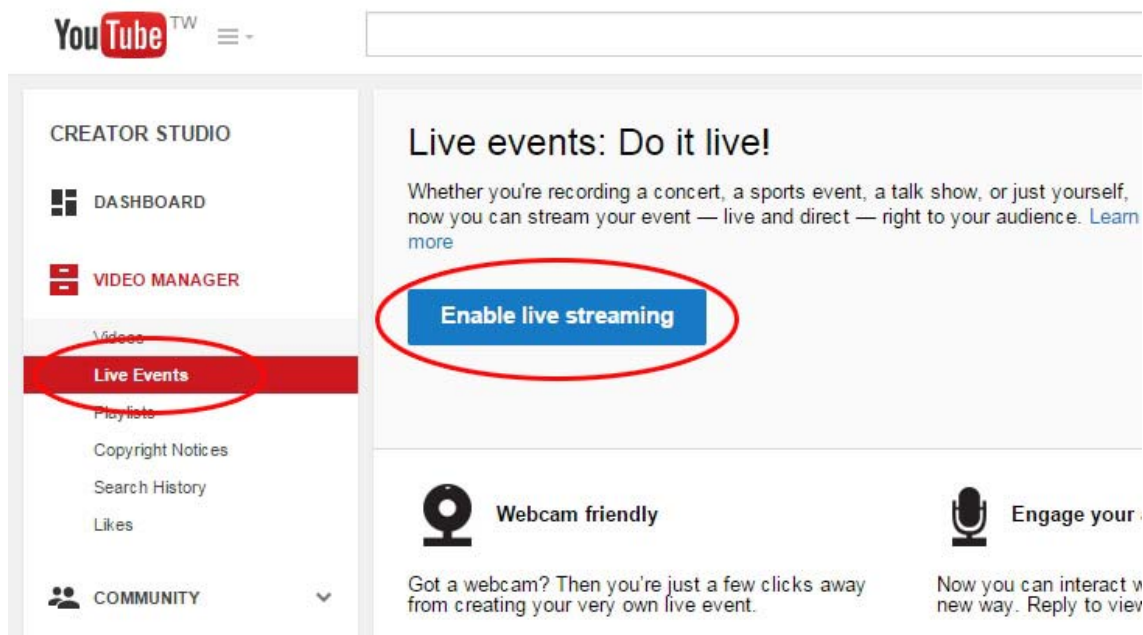 YouTube TW
CREATOR STUDIO
DASHBOARD
VIDEO MANAGER
Videos
Live Events
Playlists
Copyright Notices
Search History
Likes
COMMUNITY
Live events: Do it live!
Whether you're recording a concert, a sports event, a talk show, or just yourself,
now you can stream your event — live and direct — right to your audience. Learn
more
Enable live streaming
Webcam friendly
Got a webcam? Then you're just a few clicks away
from creating your very own live event.
Engage your
Now you can interact
new way. Reply to